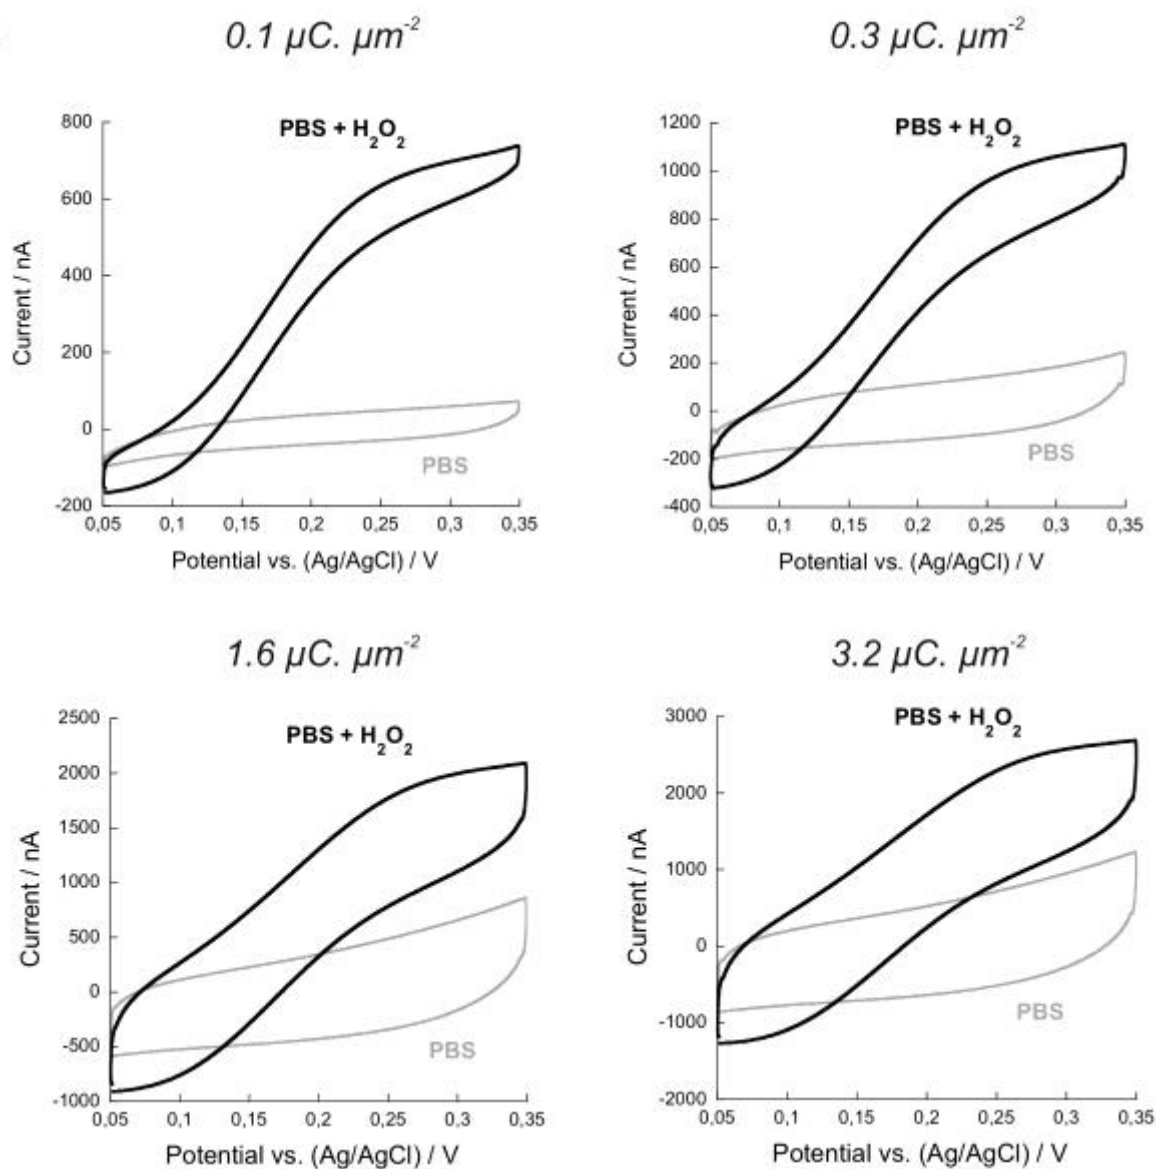 0.1 µC. µm⁻²
800
600
400
200
0
-200
Current / nA
PBS + H₂O₂
PBS
0,05 0,1 0,15 0,2 0,25 0,3 0,35
Potential vs. (Ag/AgCl) / V
0.3 µC. µm⁻²
1200
1000
800
600
400
200
0
-200
-400
Current / nA
PBS + H₂O₂
PBS
0,05 0,1 0,15 0,2 0,25 0,3 0,35
Potential vs. (Ag/AgCl) / V
1.6 µC. µm⁻²
2500
2000
1500
1000
500
0
-500
-1000
Current / nA
PBS + H₂O₂
PBS
0,05 0,1 0,15 0,2 0,25 0,3 0,35
Potential vs. (Ag/AgCl) / V
3.2 µC. µm⁻²
3000
2000
1000
0
-1000
-2000
Current / nA
PBS + H₂O₂
PBS
0,05 0,1 0,15 0,2 0,25 0,3 0,35
Potential vs. (Ag/AgCl) / V